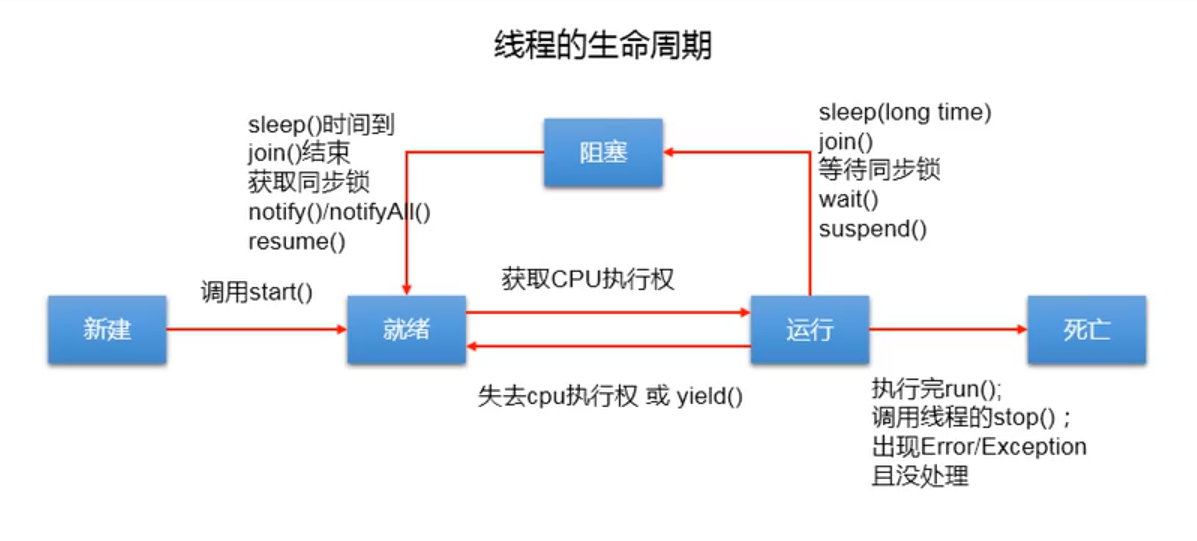 线程的生命周期
sleep()时间到
join()结束
获取同步锁
notify()/notifyAll()
resume()
阻塞
sleep(long time)
join()
等待同步锁
wait()
suspend()
调用start()
获取CPU执行权
新建
就绪
运行
死亡
失去cpu执行权 或 yield()
执行完run();
调用线程的stop()；
出现Error/Exception
且没处理